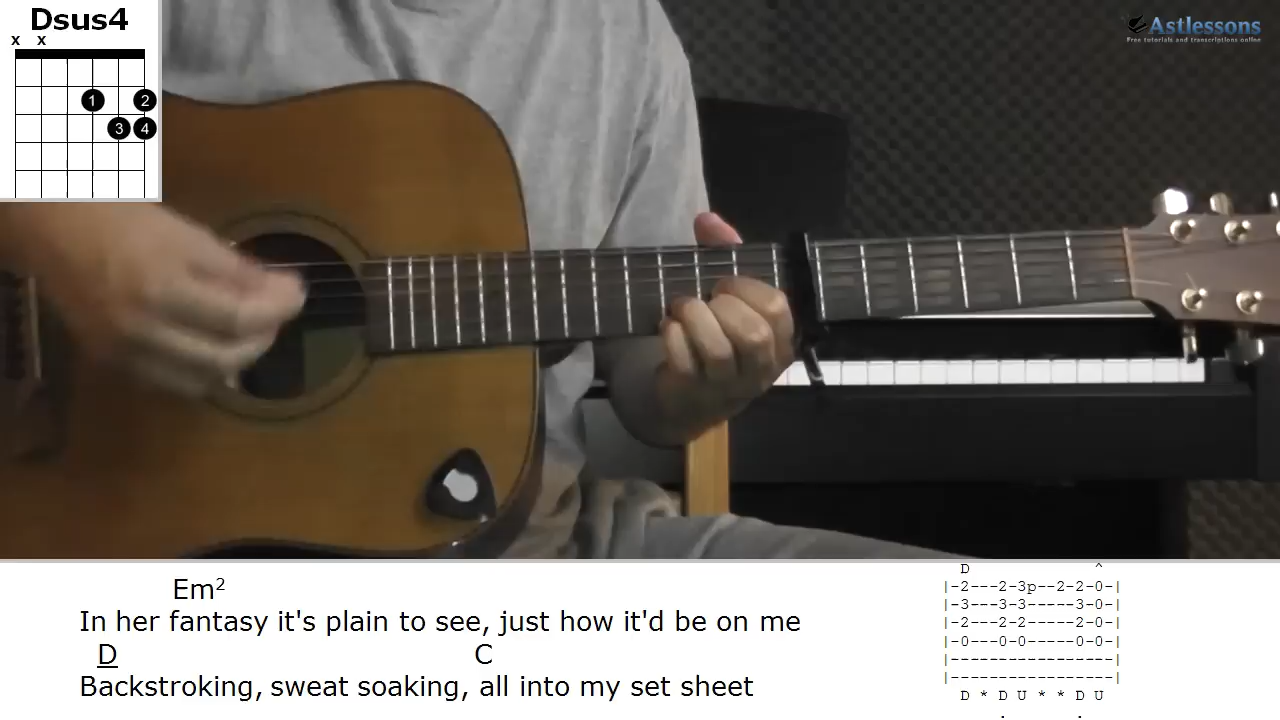 Dsus4
x x
1 2
3 4
Astlessons
Free tutorials and transcriptions online
Em2
In her fantasy it's plain to see, just how it'd be on me
D C
Backstroking, sweat soaking, all into my set sheet
D ^
|-2---2-3p--2-2-0-|
|-3---3-3-----3-0-|
|-2---2-2-----2-0-|
|-0---0-0-----0-0-|
|-----------------|
|-----------------|
D * D U * * D U